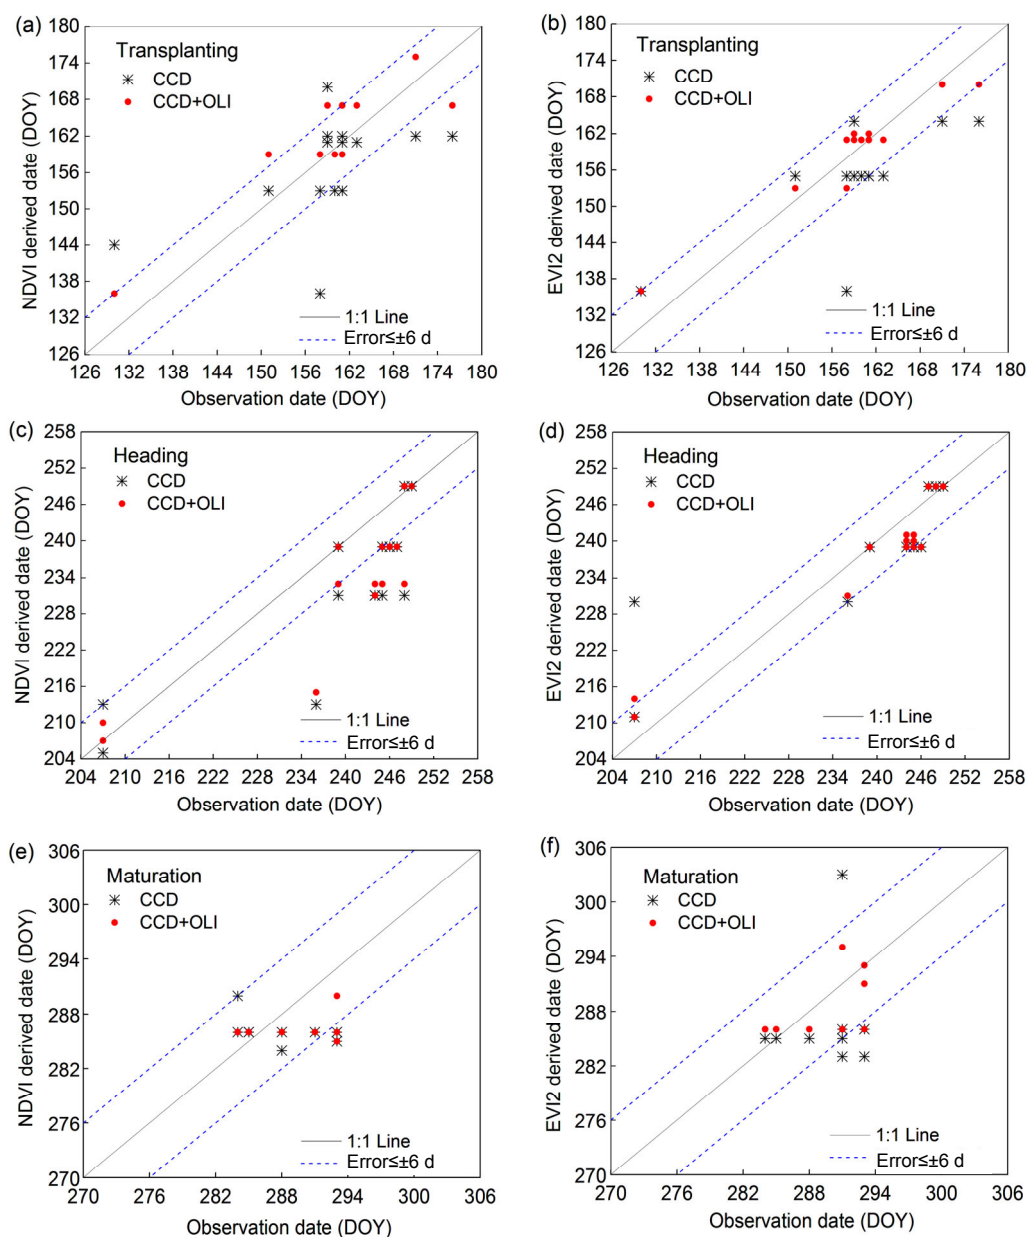 (a)
180
174
168
162
156
150
144
138
132
126
NDVI derived date (DOY)
Transplanting
CCD
CCD+OLI
1:1 Line
Error≤±6 d
126 132 138 144 150 156 162 168 174 180
Observation date (DOY)
(b)
180
174
168
162
156
150
144
138
132
126
EVI2 derived date (DOY)
Transplanting
CCD
CCD+OLI
1:1 Line
Error≤±6 d
126 132 138 144 150 156 162 168 174 180
Observation date (DOY)
(c)
258
252
246
240
234
228
222
216
210
204
NDVI derived date (DOY)
Heading
CCD
CCD+OLI
1:1 Line
Error≤±6 d
204 210 216 222 228 234 240 246 252 258
Observation date (DOY)
(d)
258
252
246
240
234
228
222
216
210
204
EVI2 derived date (DOY)
Heading
CCD
CCD+OLI
1:1 Line
Error≤±6 d
204 210 216 222 228 234 240 246 252 258
Observation date (DOY)
(e)
306
300
294
288
282
276
270
NDVI derived date (DOY)
Maturation
CCD
CCD+OLI
1:1 Line
Error≤±6 d
270 276 282 288 294 300 306
Observation date (DOY)
(f)
306
300
294
288
282
276
270
EVI2 derived date (DOY)
Maturation
CCD
CCD+OLI
1:1 Line
Error≤±6 d
270 276 282 288 294 300 306
Observation date (DOY)